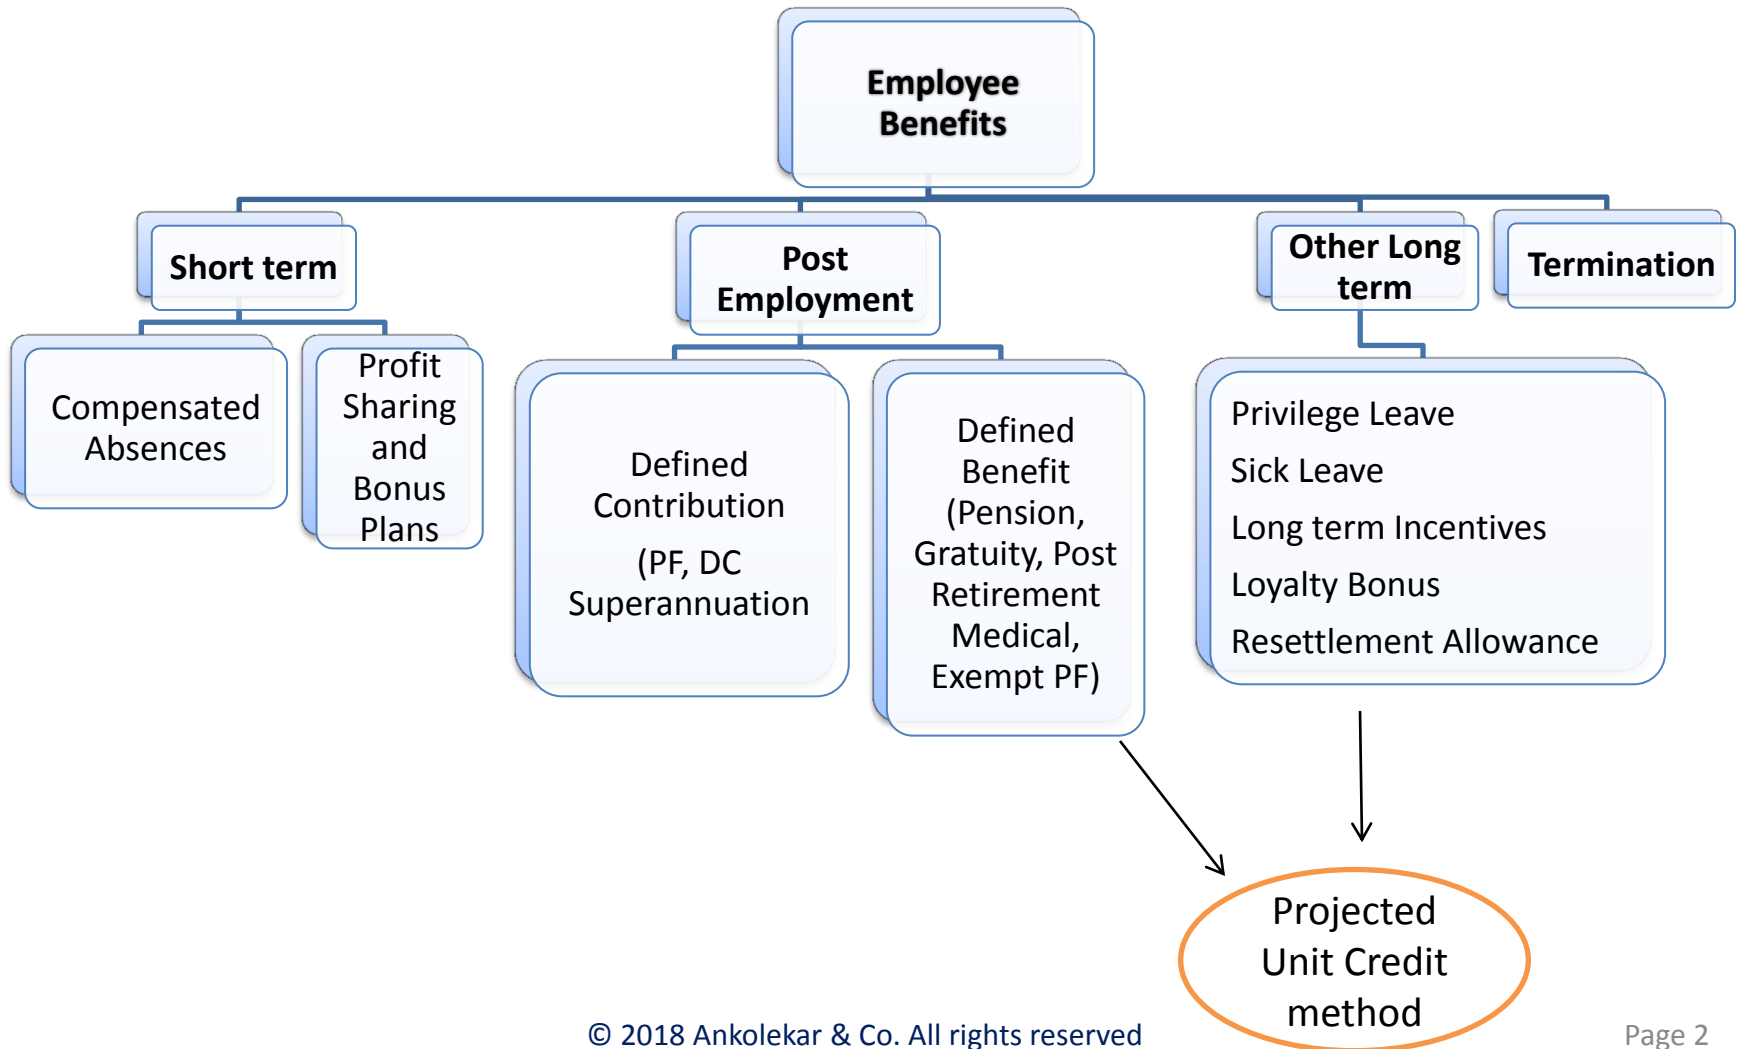 Employee
Benefits
Short term
Post
Employment
Other Long
term
Termination
Compensated
Absences
Profit
Sharing
and
Bonus
Plans
Defined
Contribution
(PF, DC
Superannuation
Defined
Benefit
(Pension,
Gratuity, Post
Retirement
Medical,
Exempt PF)
Privilege Leave
Sick Leave
Long term Incentives
Loyalty Bonus
Resettlement Allowance
Projected
Unit Credit
method
© 2018 Ankolekar & Co. All rights reserved
Page 2